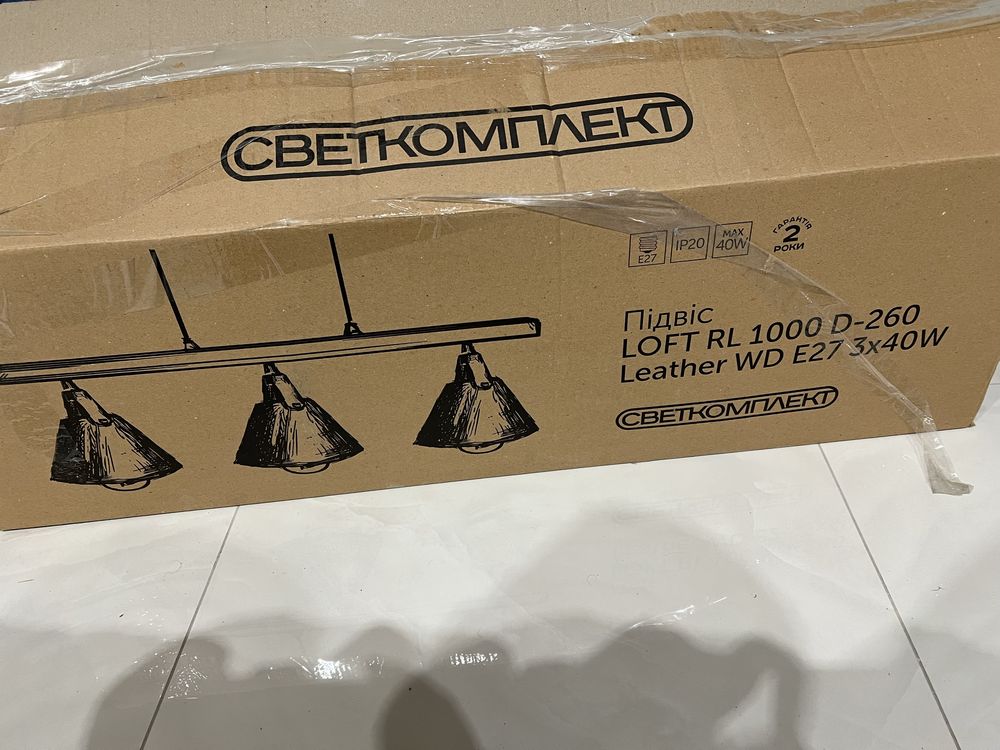 СВЕТКОМПЛЕКТ
E27
IP20
MAX
40W
ГАРАНТІЯ
2
РОКИ
Підвіс
LOFT RL 1000 D-260
Leather WD E27 3x40W
СВЕТКОМПЛЕКТ